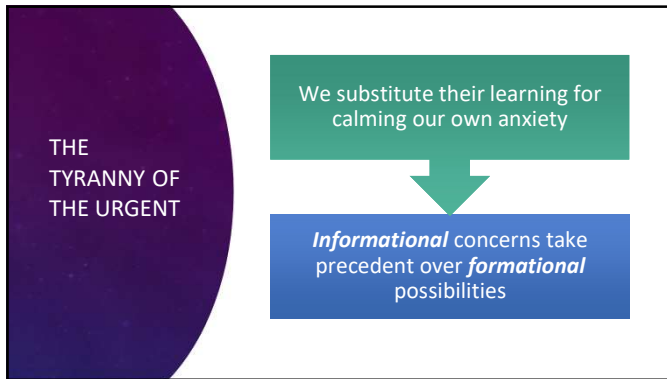 THE
TYRANNY OF
THE URGENT
We substitute their learning for
calming our own anxiety
Informational concerns take
precedent over formational
possibilities